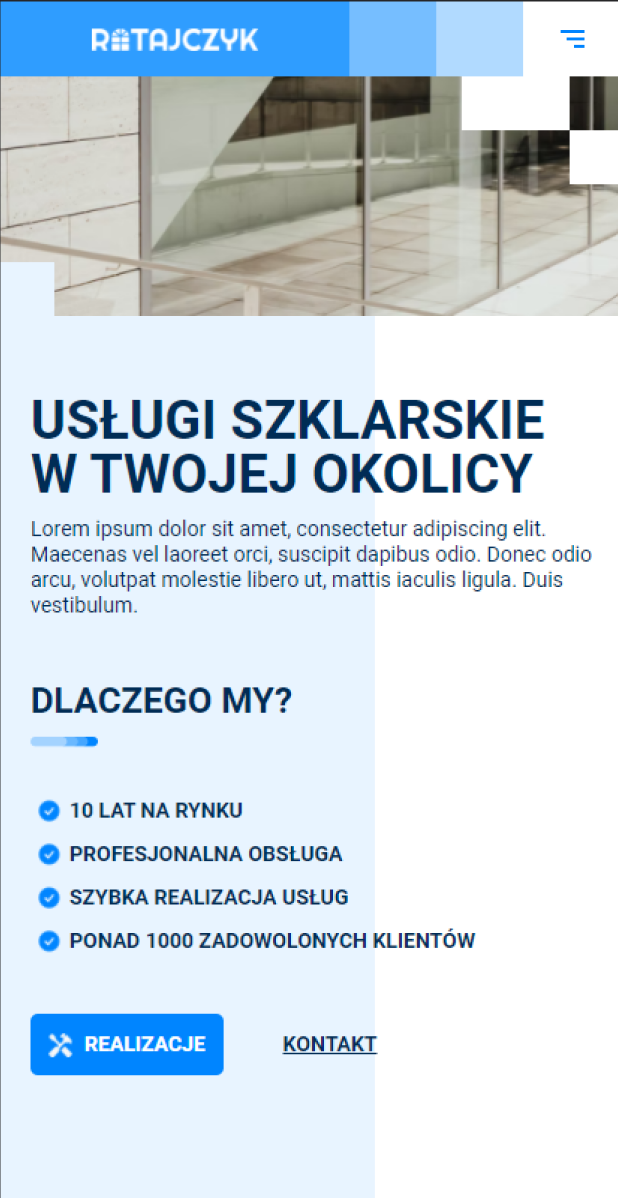 ROTAJCZYK
USŁUGI SZKLARSKIE
W TWOJEJ OKOLICY
Lorem ipsum dolor sit amet, consectetur adipiscing elit.
Maecenas vel laoreet orci, suscipit dapibus odio. Donec odio
arcu, volutpat molestie libero ut, mattis iaculis ligula. Duis
vestibulum.
DLACZEGO MY?
10 LAT NA RYNKU
PROFESJONALNA OBSŁUGA
SZYBKA REALIZACJA USŁUG
PONAD 1000 ZADOWOLONYCH KLIENTÓW
REALIZACJE
KONTAKT